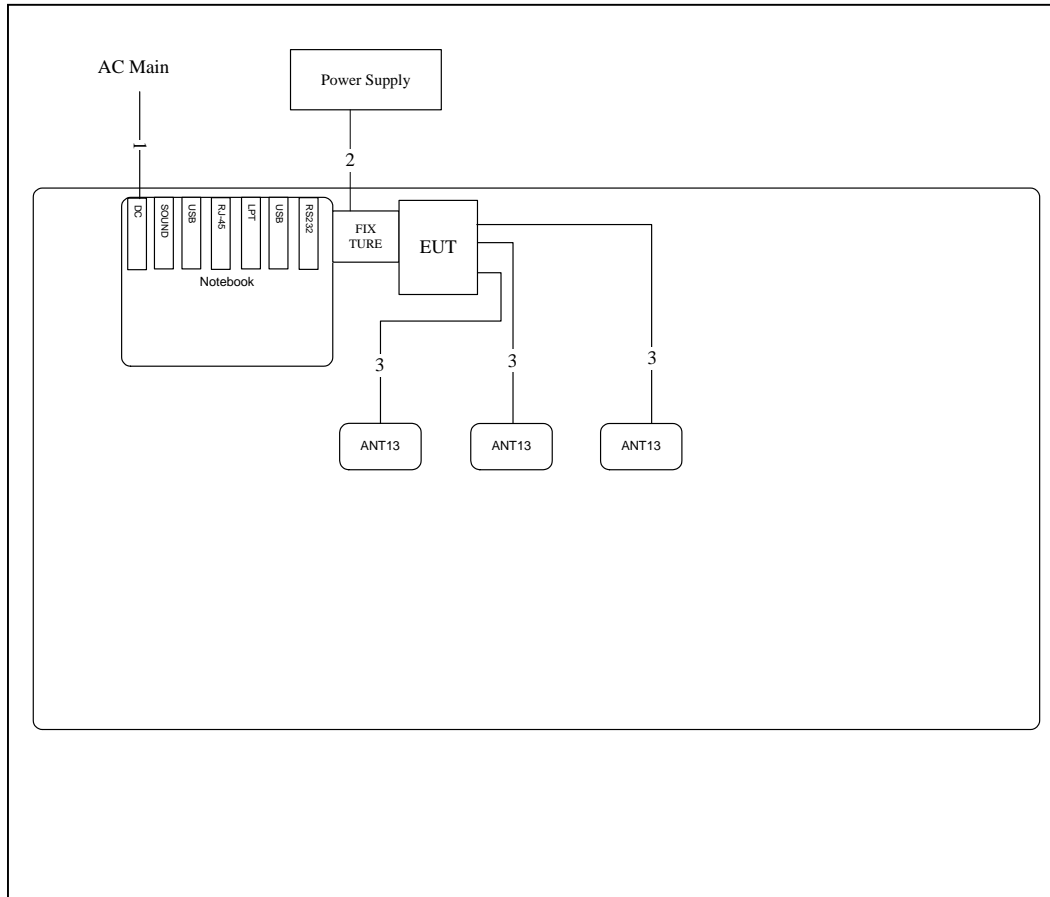 AC Main
Power Supply
1
2
DC
SOUND
USB
RJ-45
LPT
USB
RS232
Notebook
FIX
TURE
EUT
3
3
3
ANT13
ANT13
ANT13